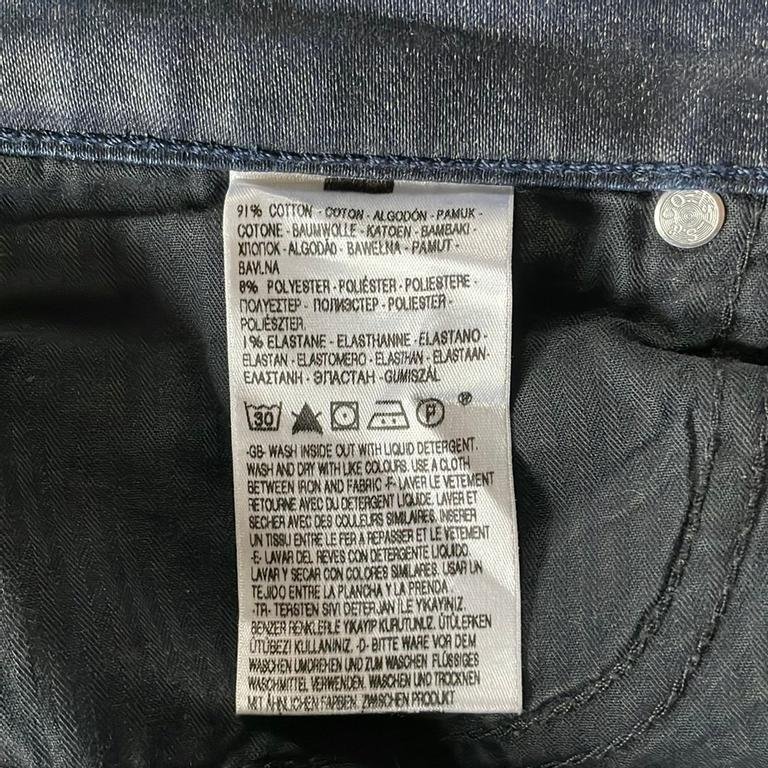 91% COTTON - COTON - ALGODÓN - PAMUK -
COTONE - BAUMWOLLE - KATOEN - BAMBAKI -
ХЛОПОК - ALGODÃO - BAWEŁNA - PAMUT -
BAVLNA
8% POLYESTER - POLIÉSTER - POLIESTERE -
ΠΟΛΥΕΣΤΕΡ - ПОЛИЭСТЕР - POLIESTER -
POLIÉSZTER
1% ELASTANE - ELASTHANNE - ELASTANO -
ELASTAN - ELASTOMERO - ELASTHAN - ELASTAAN-
ΕΛΑΣΤΑΝΗ - ЭПАСТАН - GUMISZÁL
30 P ®
-GB- WASH INSIDE OUT WITH LIQUID DETERGENT.
WASH AND DRY WITH LIKE COLOURS. USE A CLOTH
BETWEEN IRON AND FABRIC -F- LAVER LE VETEMENT
RETOURNE AVEC DU DETERGENT LIQUIDE. LAVER ET
SECHER AVEC DES COULEURS SIMILAIRES. INSERER
UN TISSU ENTRE LE FER A REPASSER ET LE VETEMENT
-E- LAVAR DEL REVES CON DETERGENTE LIQUIDO.
LAVAR Y SECAR CON COLORES SIMILARES. USAR UN
TEJIDO ENTRE LA PLANCHA Y LA PRENDA
-TR- TERSTEN SIVI DETERJAN İLE YIKAYINIZ.
BENZER RENKLERLE YIKAYIP KURUTUNUZ. ÜTÜLERKEN
ÜTÜBEZI KULLANINIZ. -D- BITTE WARE VOR DEM
WASCHEN UMDREHEN UND ZUM WASCHEN FLÜSSIGES
WASCHMITTEL VERWENDEN. WASCHEN UND TROCKNEN
MIT ÄHNLICHEN FARBEN. ZWISCHEN PRODUKT